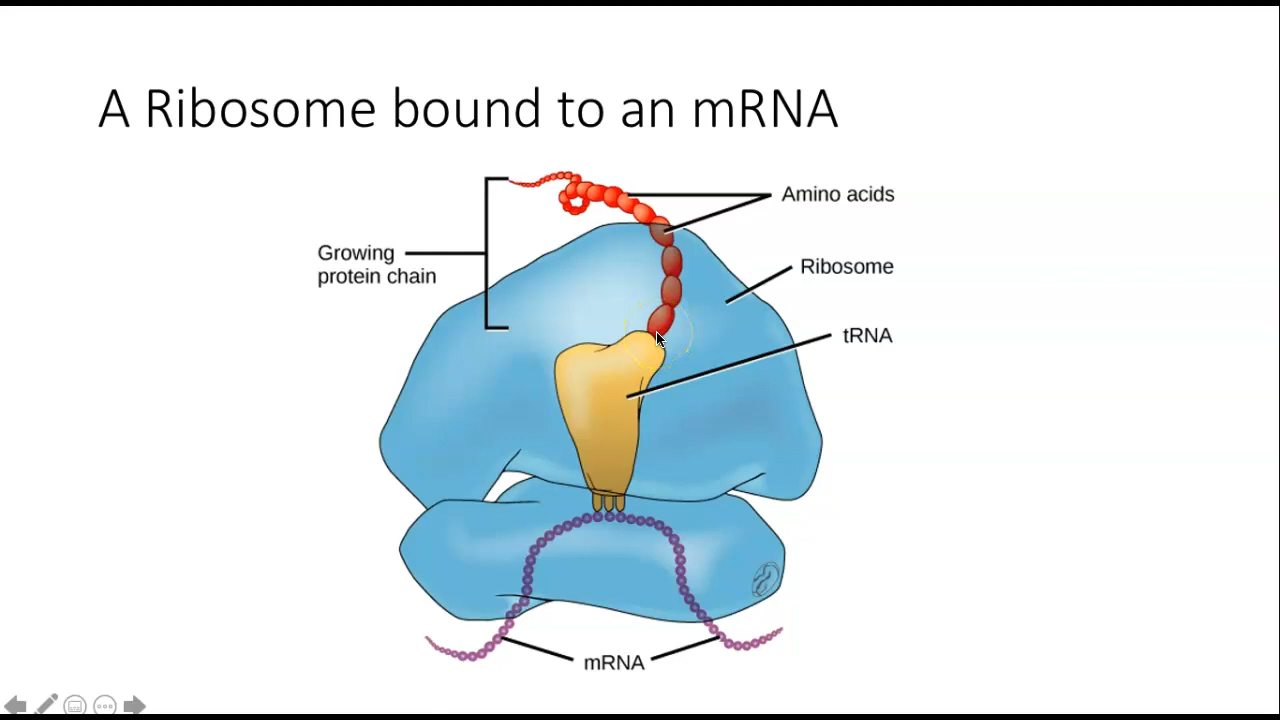 A Ribosome bound to an mRNA
Amino acids
Growing
protein chain
Ribosome
tRNA
mRNA